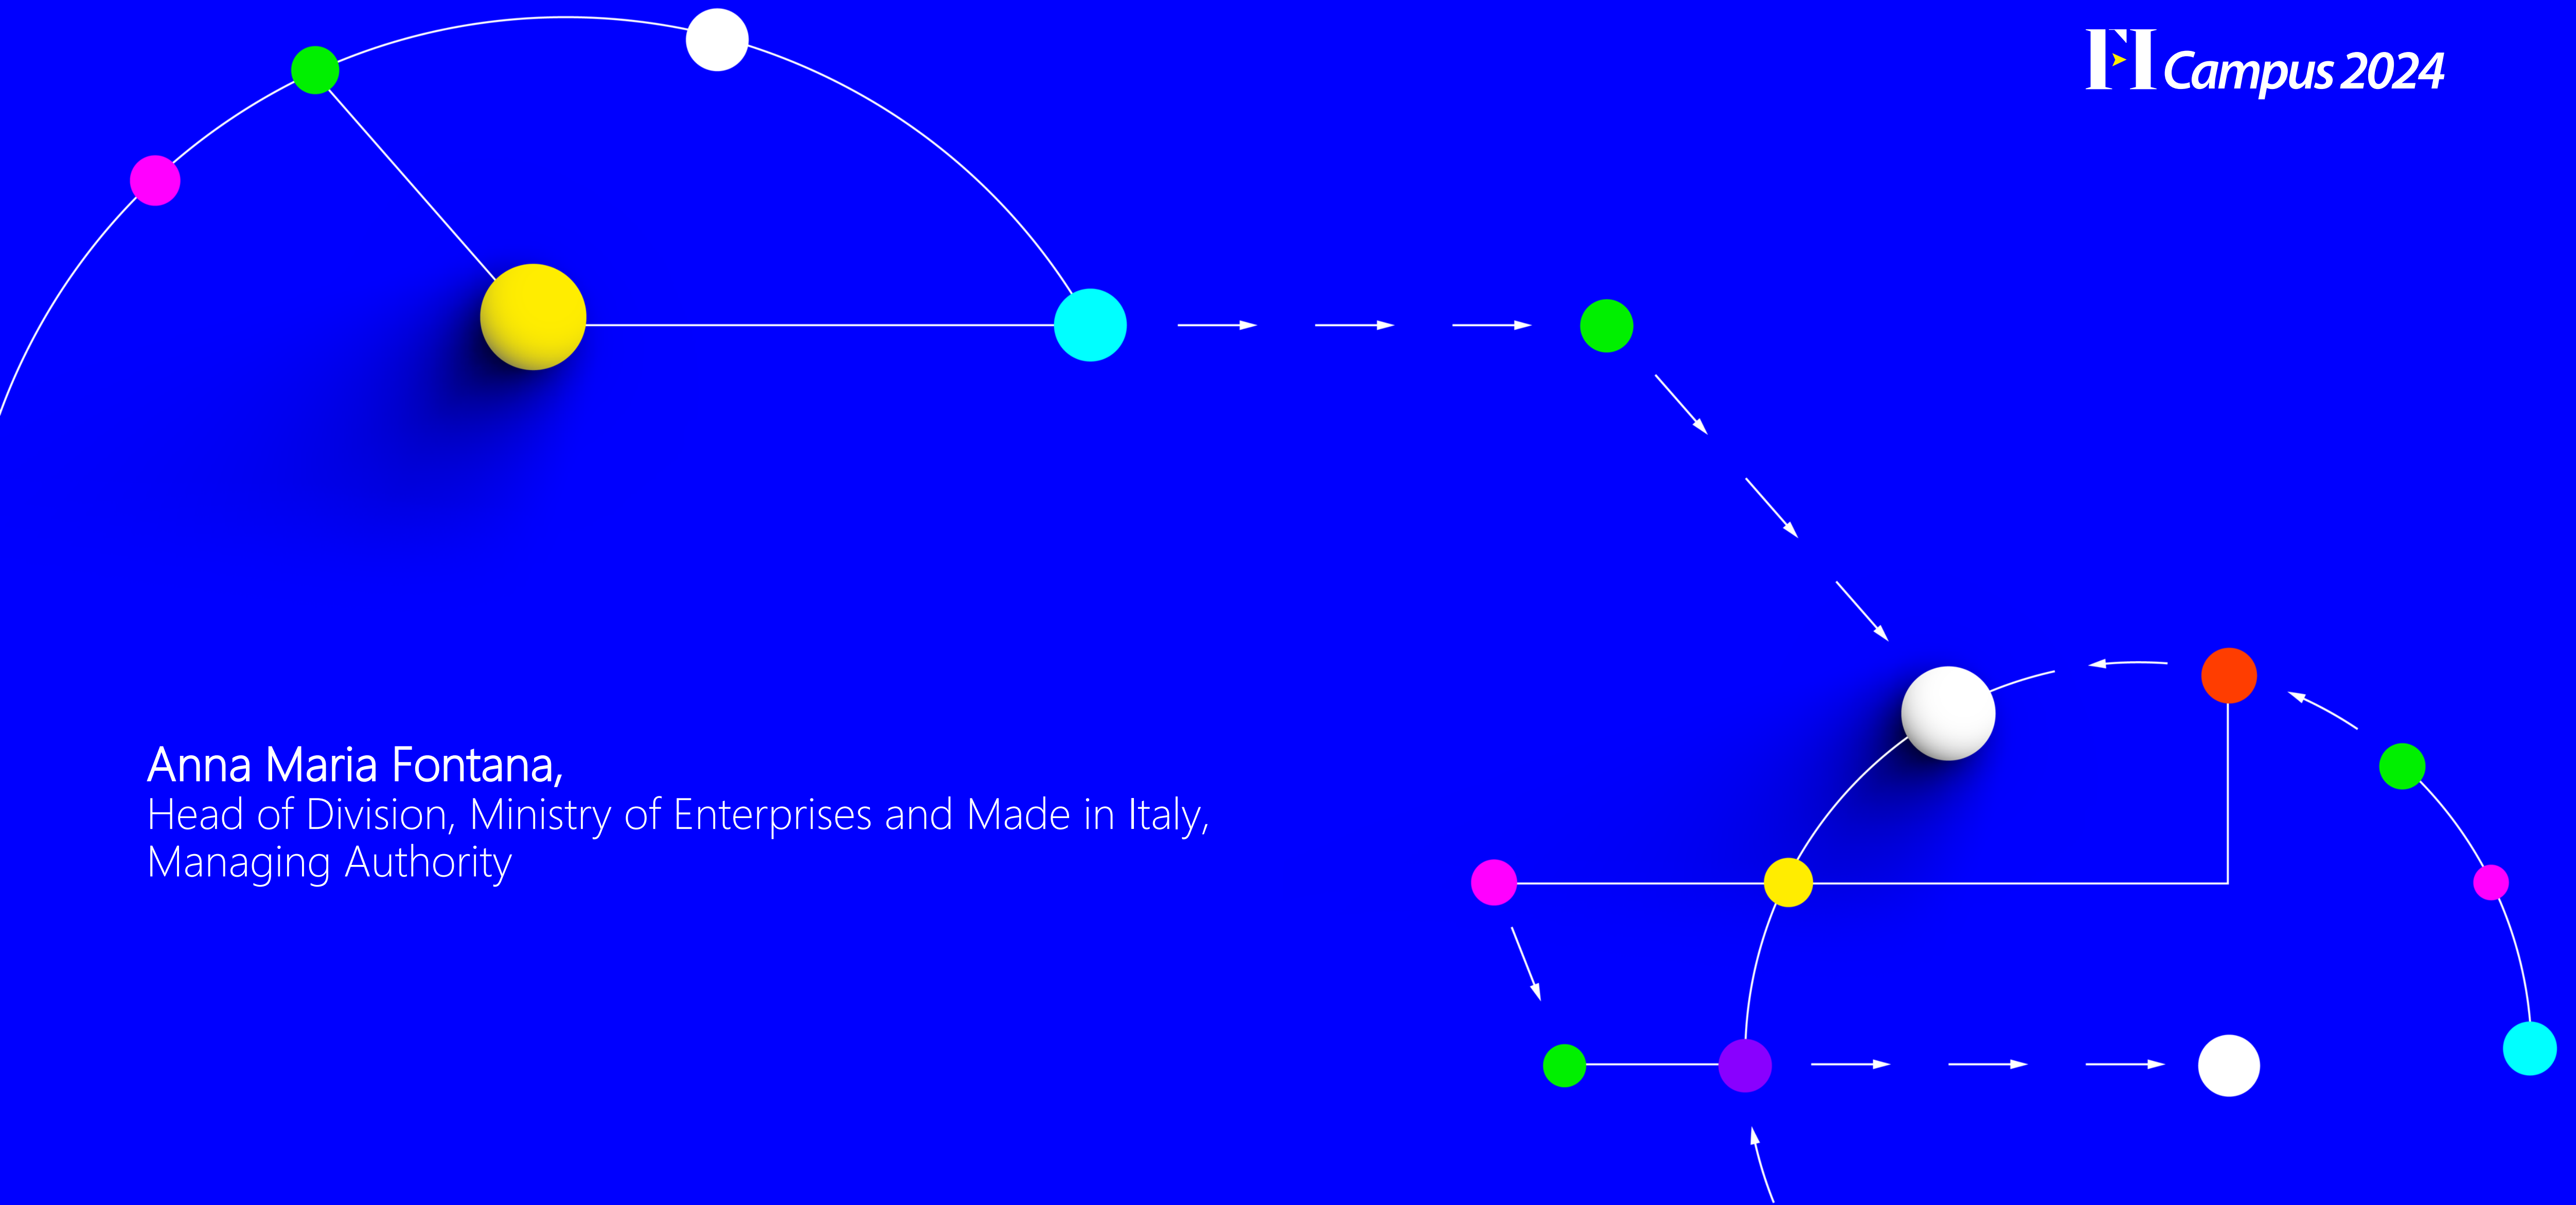 FI Campus 2024
Anna Maria Fontana,
Head of Division, Ministry of Enterprises and Made in Italy,
Managing Authority